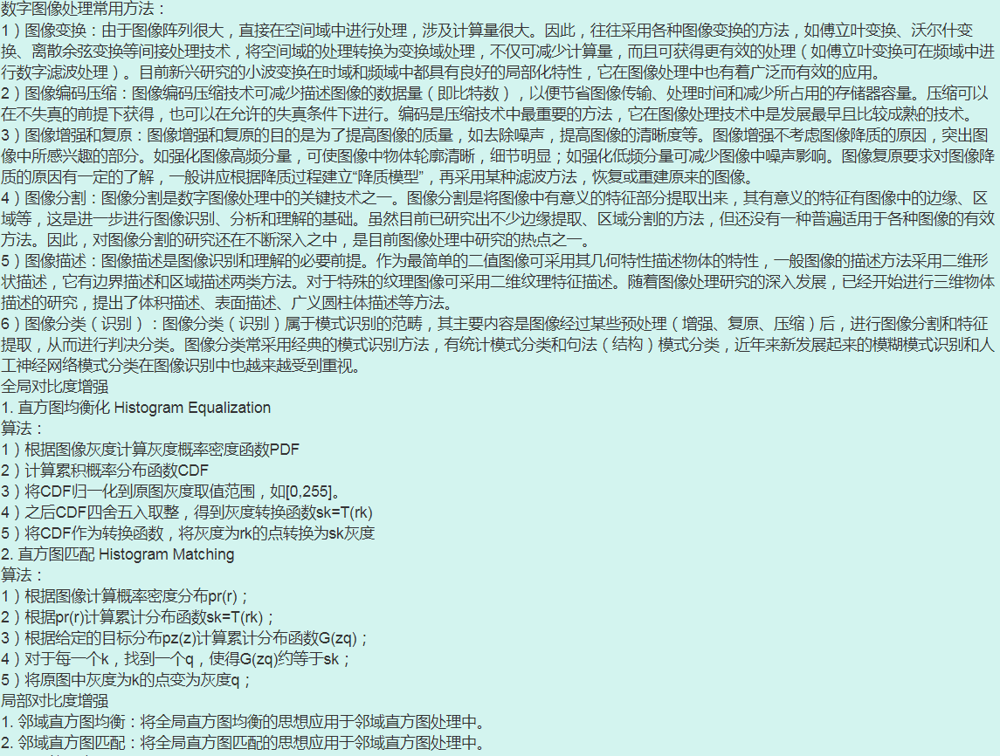 数字图像处理常用方法：
1）图像变换：由于图像阵列很大，直接在空间域中进行处理，涉及计算量很大。因此，往往采用各种图像变换的方法，如傅立叶变换、沃尔什变
换、离散余弦变换等间接处理技术，将空间域的处理转换为变换域处理，不仅可减少计算量，而且可获得更有效的处理（如傅立叶变换可在频域中进
行数字滤波处理）。目前新兴研究的小波变换在时域和频域中都具有良好的局部化特性，它在图像处理中也有着广泛而有效的应用。
2）图像编码压缩：图像编码压缩技术可减少描述图像的数据量（即比特数），以便节省图像传输、处理时间和减少所占用的存储器容量。压缩可以
在不失真的前提下获得，也可以在允许的失真条件下进行。编码是压缩技术中最重要的方法，它在图像处理技术中是发展最早且比较成熟的技术。
3）图像增强和复原：图像增强和复原的目的是为了提高图像的质量，如去除噪声，提高图像的清晰度等。图像增强不考虑图像降质的原因，突出图
像中所感兴趣的部分。如强化图像高频分量，可使图像中物体轮廓清晰，细节明显；如强化低频分量可减少图像中噪声影响。图像复原要求对图像降
质的原因有一定的了解，一般讲应根据降质过程建立“降质模型”，再采用某种滤波方法，恢复或重建原来的图像。
4）图像分割：图像分割是数字图像处理中的关键技术之一。图像分割是将图像中有意义的特征部分提取出来，其有意义的特征有图像中的边缘、区
域等，这是进一步进行图像识别、分析和理解的基础。虽然目前已研究出不少边缘提取、区域分割的方法，但还没有一种普遍适用于各种图像的有效
方法。因此，对图像分割的研究还在不断深入之中，是目前图像处理中研究的热点之一。
5）图像描述：图像描述是图像识别和理解的必要前提。作为最简单的二值图像可采用其几何特性描述物体的特性，一般图像的描述方法采用二维形
状描述，它有边界描述和区域描述两类方法。对于特殊的纹理图像可采用二维纹理特征描述。随着图像处理研究的深入发展，已经开始进行三维物体
描述的研究，提出了体积描述、表面描述、广义圆柱体描述等方法。
6）图像分类（识别）：图像分类（识别）属于模式识别的范畴，其主要内容是图像经过某些预处理（增强、复原、压缩）后，进行图像分割和特征
提取，从而进行判决分类。图像分类常采用经典的模式识别方法，有统计模式分类和句法（结构）模式分类，近年来新发展起来的模糊模式识别和人
工神经网络模式分类在图像识别中也越来越受到重视。
全局对比度增强
1. 直方图均衡化 Histogram Equalization
算法：
1）根据图像灰度计算灰度概率密度函数PDF
2）计算累积概率分布函数CDF
3）将CDF归一化到原图灰度取值范围，如[0,255]。
4）之后CDF四舍五入取整，得到灰度转换函数sk=T(rk)
5）将CDF作为转换函数，将灰度为rk的点转换为sk灰度
2. 直方图匹配 Histogram Matching
算法：
1）根据图像计算概率密度分布pr(r)；
2）根据pr(r)计算累计分布函数sk=T(rk)；
3）根据给定的目标分布pz(z)计算累计分布函数G(zq)；
4）对于每一个k，找到一个q，使得G(zq)约等于sk；
5）将原图中灰度为k的点变为灰度q；
局部对比度增强
1. 邻域直方图均衡：将全局直方图均衡的思想应用于邻域直方图处理中。
2. 邻域直方图匹配：将全局直方图匹配的思想应用于邻域直方图处理中。